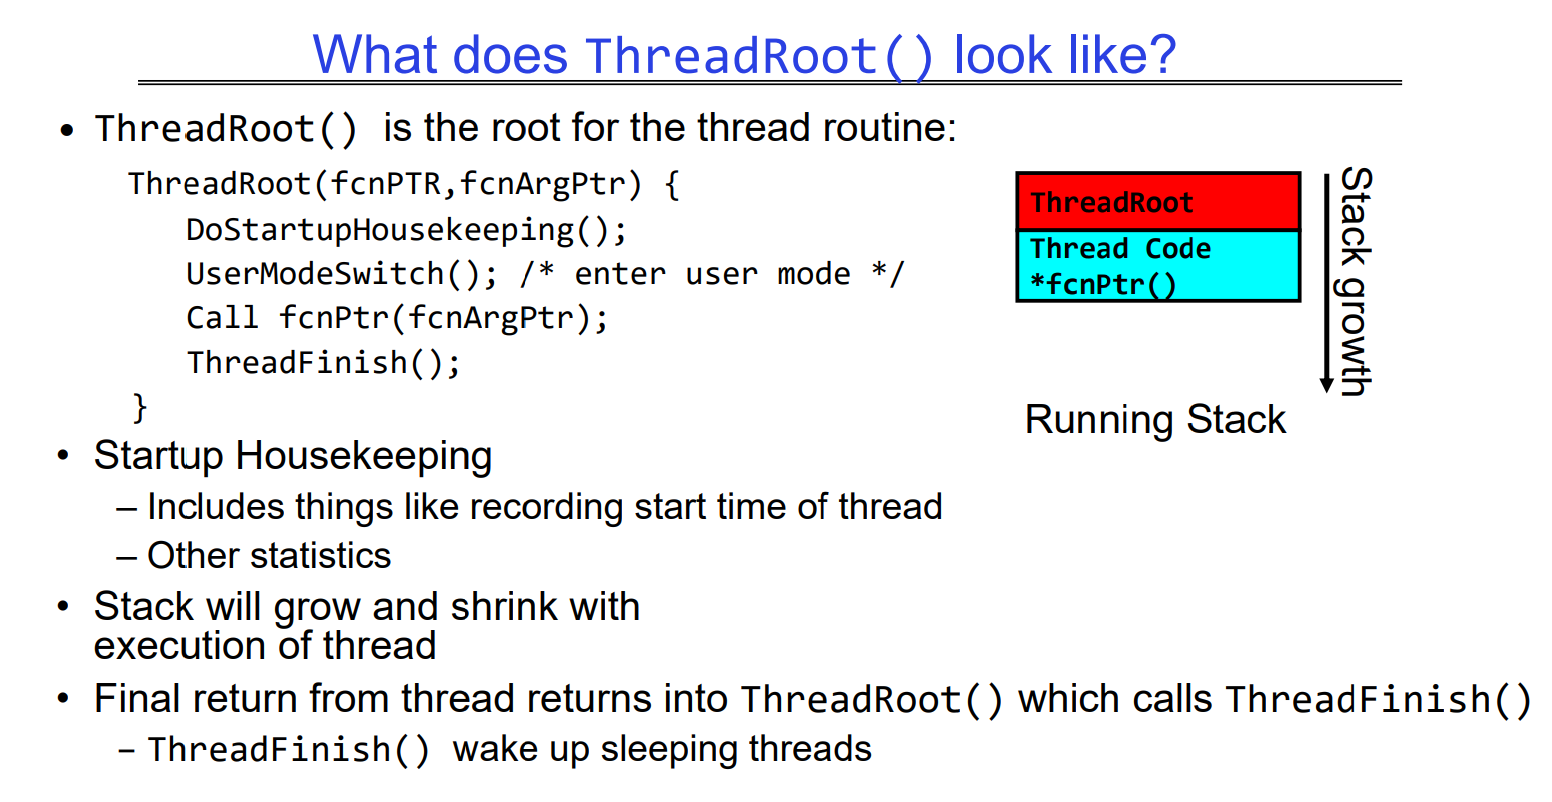 What does ThreadRoot() look like?
• ThreadRoot() is the root for the thread routine:
ThreadRoot(fcnPTR,fcnArgPtr) {
DoStartupHousekeeping();
UserModeSwitch(); /* enter user mode */
Call fcnPtr(fcnArgPtr);
ThreadFinish();
}
ThreadRoot
Thread Code
*fcnPtr()
Stack growth
Running Stack
• Startup Housekeeping
– Includes things like recording start time of thread
– Other statistics
• Stack will grow and shrink with
execution of thread
• Final return from thread returns into ThreadRoot() which calls ThreadFinish()
– ThreadFinish() wake up sleeping threads